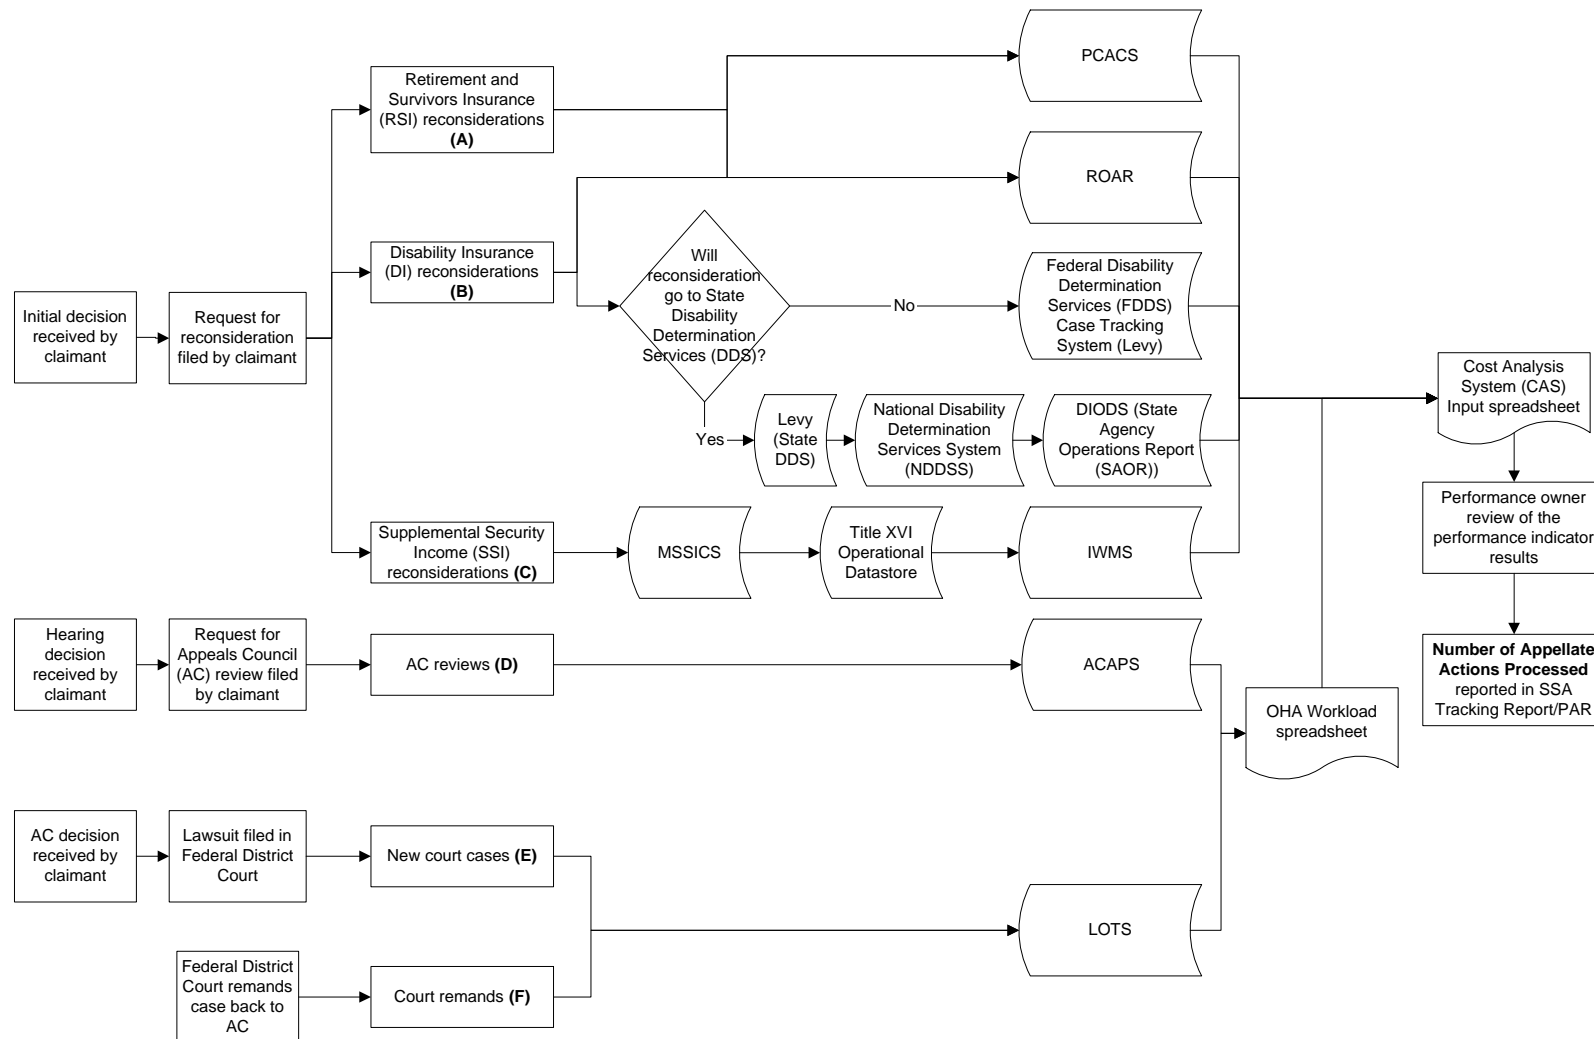 PCACS
Retirement and
Survivors Insurance
(RSI) reconsiderations
(A)
ROAR
Disability Insurance
(DI) reconsiderations
(B)
Will
reconsideration
go to State
Disability
Determination
Services (DDS)?
No
Federal Disability
Determination
Services (FDDS)
Case Tracking
System (Levy)
Initial decision
received by
claimant
Request for
reconsideration
filed by claimant
Cost Analysis
System (CAS)
Input spreadsheet
Yes
Levy
(State
DDS)
National Disability
Determination
Services System
(NDDSS)
DIODS (State
Agency
Operations Report
(SAOR))
Performance owner
review of the
performance indicator
results
Supplemental Security
Income (SSI)
reconsiderations (C)
MSSICS
Title XVI
Operational
Datastore
IWMS
Hearing
decision
received by
claimant
Request for
Appeals Council
(AC) review filed
by claimant
AC reviews (D)
ACAPS
Number of Appellate
Actions Processed
reported in SSA
Tracking Report/PAR
OHA Workload
spreadsheet
AC decision
received by
claimant
Lawsuit filed in
Federal District
Court
New court cases (E)
LOTS
Federal District
Court remands
case back to
AC
Court remands (F)